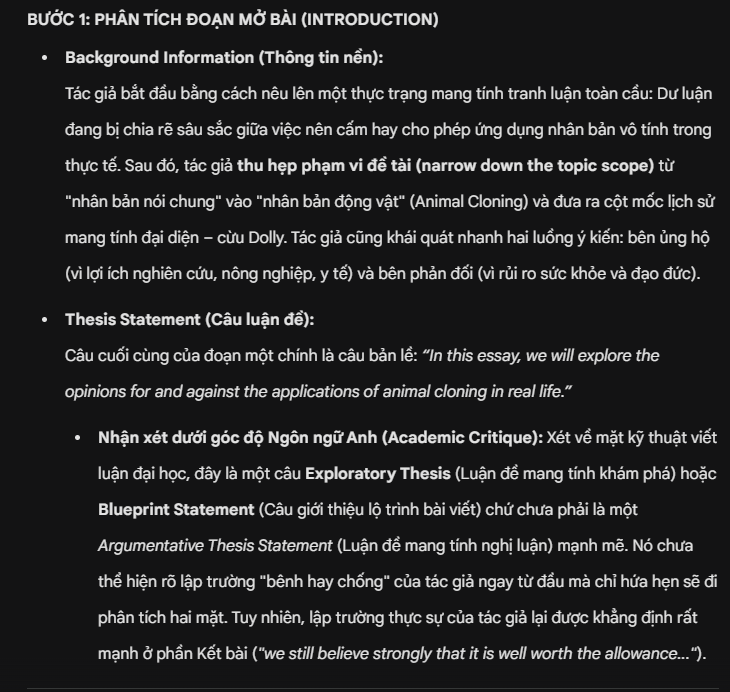 BƯỚC 1: PHÂN TÍCH ĐOẠN MỞ BÀI (INTRODUCTION)
• Background Information (Thông tin nền):
Tác giả bắt đầu bằng cách nêu lên một thực trạng mang tính tranh luận toàn cầu: Dư luận
đang bị chia rẽ sâu sắc giữa việc nên cấm hay cho phép ứng dụng nhân bản vô tính trong
thực tế. Sau đó, tác giả thu hẹp phạm vi đề tài (narrow down the topic scope) từ
"nhân bản nói chung" vào "nhân bản động vật" (Animal Cloning) và đưa ra cột mốc lịch sử
mang tính đại diện – cừu Dolly. Tác giả cũng khái quát nhanh hai luồng ý kiến: bên ủng hộ
(vì lợi ích nghiên cứu, nông nghiệp, y tế) và bên phản đối (vì rủi ro sức khỏe và đạo đức).
• Thesis Statement (Câu luận đề):
Câu cuối cùng của đoạn một chính là câu bản lề: “In this essay, we will explore the
opinions for and against the applications of animal cloning in real life.”
• Nhận xét dưới góc độ Ngôn ngữ Anh (Academic Critique): Xét về mặt kỹ thuật viết
luận đại học, đây là một câu Exploratory Thesis (Luận đề mang tính khám phá) hoặc
Blueprint Statement (Câu giới thiệu lộ trình bài viết) chứ chưa phải là một
Argumentative Thesis Statement (Luận đề mang tính nghị luận) mạnh mẽ. Nó chưa
thể hiện rõ lập trường "bênh hay chống" của tác giả ngay từ đầu mà chỉ hứa hẹn sẽ đi
phân tích hai mặt. Tuy nhiên, lập trường thực sự của tác giả lại được khẳng định rất
mạnh ở phần Kết bài ("we still believe strongly that it is well worth the allowance...").